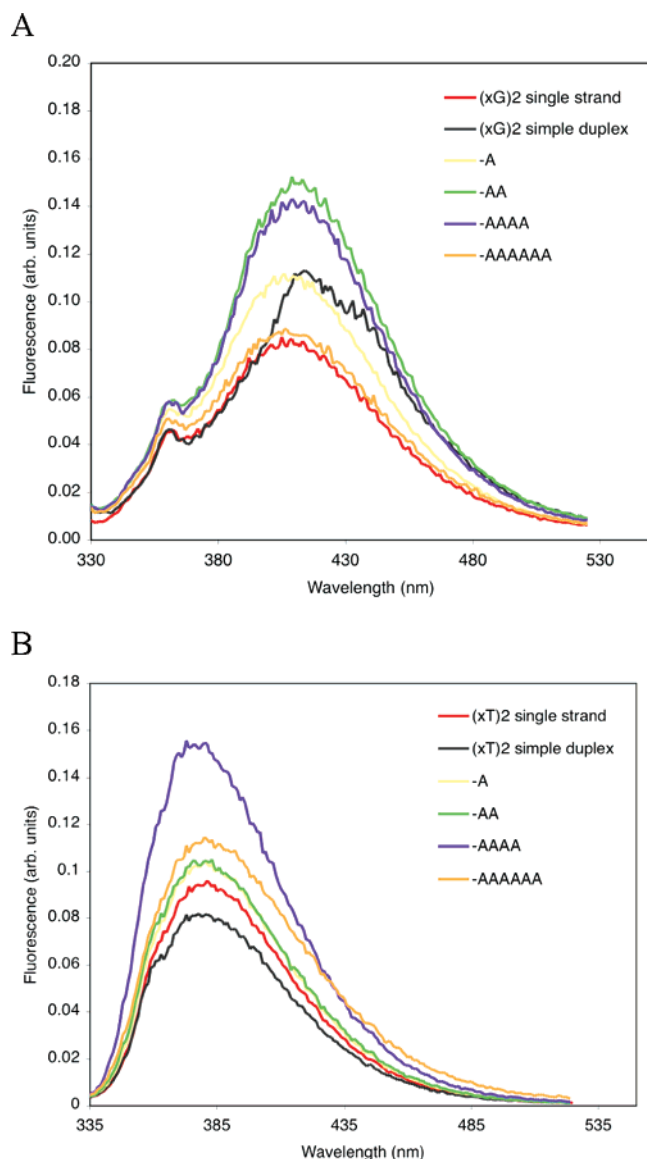 A
0.20
0.18
0.16
0.14
0.12
0.10
0.08
0.06
0.04
0.02
0.00
Fluorescence (arb. units)
(xG)2 single strand
(xG)2 simple duplex
-A
-AA
-AAAA
-AAAAAA
330 380 430 480 530
Wavelength (nm)
B
0.18
0.16
0.14
0.12
0.1
0.08
0.06
0.04
0.02
0
Fluorescence (arb. units)
(xT)2 single strand
(xT)2 simple duplex
-A
-AA
-AAAA
-AAAAAA
335 385 435 485 535
Wavelength (nm)